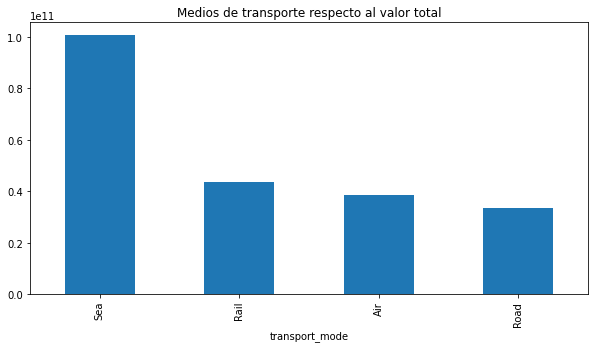 Medios de transporte respecto al valor total
1e11
1.0
0.8
0.6
0.4
0.2
0.0
Sea
Rail
Air
Road
transport_mode